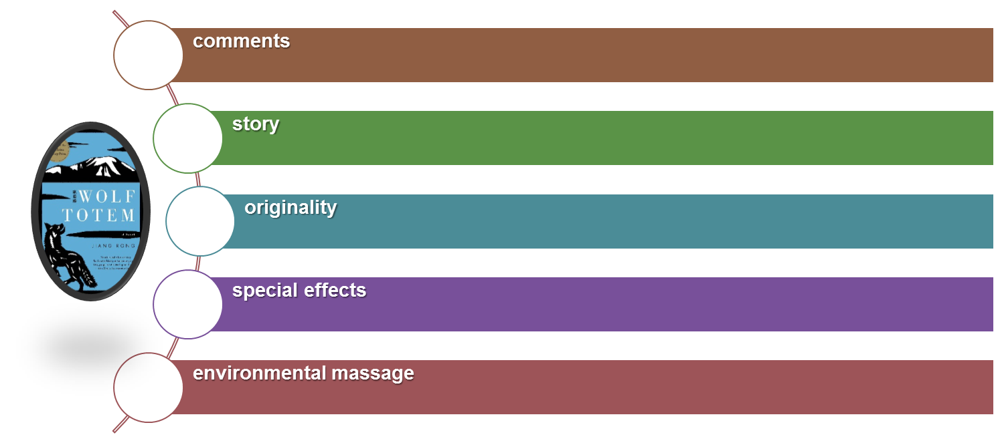 comments
story
originality
special effects
environmental massage
WOLF
TOTEM
JIANG RONG